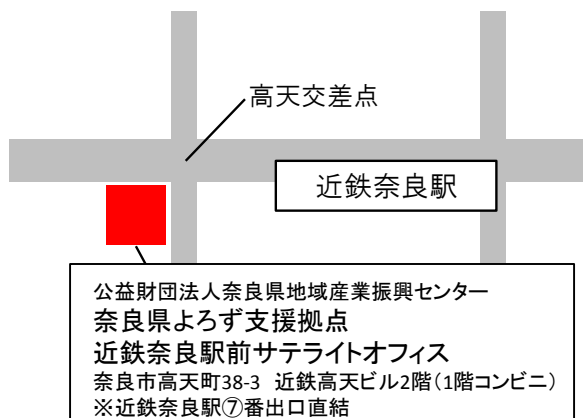 高天交差点
近鉄奈良駅
公益財団法人奈良県地域産業振興センター
奈良県よろず支援拠点
近鉄奈良駅前サテライトオフィス
奈良市高天町38-3 近鉄高天ビル2階(1階コンビニ)
※近鉄奈良駅⑦番出口直結